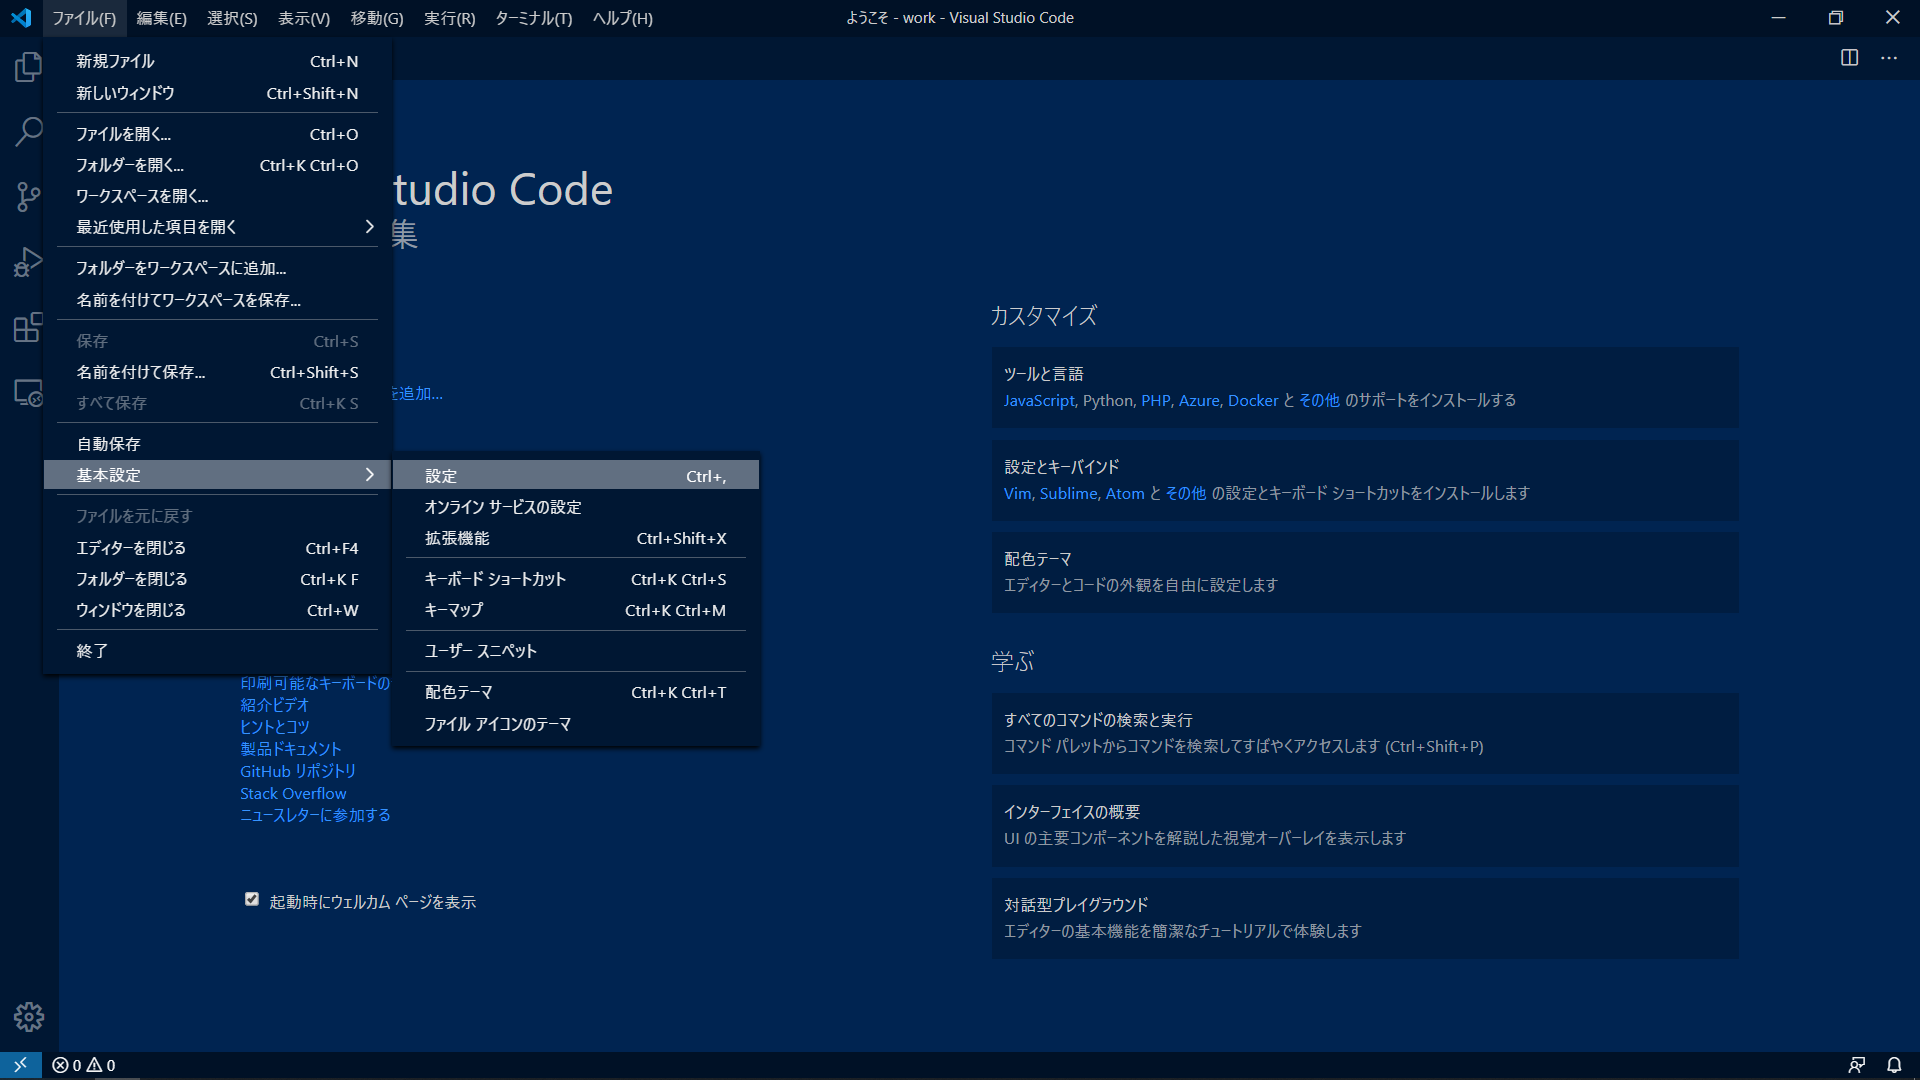 ファイル(F) 編集(E) 選択(S) 表示(V) 移動(G) 実行(R) ターミナル(T) ヘルプ(H)
ようこそ - work - Visual Studio Code
新規ファイル Ctrl+N
新しいウィンドウ Ctrl+Shift+N
ファイルを開く... Ctrl+O
フォルダーを開く... Ctrl+K Ctrl+O
ワークスペースを開く...
最近使用した項目を開く
フォルダーをワークスペースに追加...
名前を付けてワークスペースを保存...
保存 Ctrl+S
名前を付けて保存... Ctrl+Shift+S
すべて保存 Ctrl+K S
自動保存
基本設定
ファイルを元に戻す
エディターを閉じる Ctrl+F4
フォルダーを閉じる Ctrl+K F
ウィンドウを閉じる Ctrl+W
終了
設定 Ctrl+,
オンライン サービスの設定
拡張機能 Ctrl+Shift+X
キーボード ショートカット Ctrl+K Ctrl+S
キーマップ Ctrl+K Ctrl+M
ユーザー スニペット
配色テーマ Ctrl+K Ctrl+T
ファイル アイコンのテーマ
tudio Code
集
を追加...
印刷可能なキーボードの
紹介ビデオ
ヒントとコツ
製品ドキュメント
GitHub リポジトリ
Stack Overflow
ニュースレターに参加する
起動時にウェルカム ページを表示
カスタマイズ
ツールと言語
JavaScript, Python, PHP, Azure, Docker と その他 のサポートをインストールする
設定とキーバインド
Vim, Sublime, Atom と その他 の設定とキーボード ショートカットをインストールします
配色テーマ
エディターとコードの外観を自由に設定します
学ぶ
すべてのコマンドの検索と実行
コマンド パレットからコマンドを検索してすばやくアクセスします (Ctrl+Shift+P)
インターフェイスの概要
UI の主要コンポーネントを解説した視覚オーバーレイを表示します
対話型プレイグラウンド
エディターの基本機能を簡潔なチュートリアルで体験します
0 0